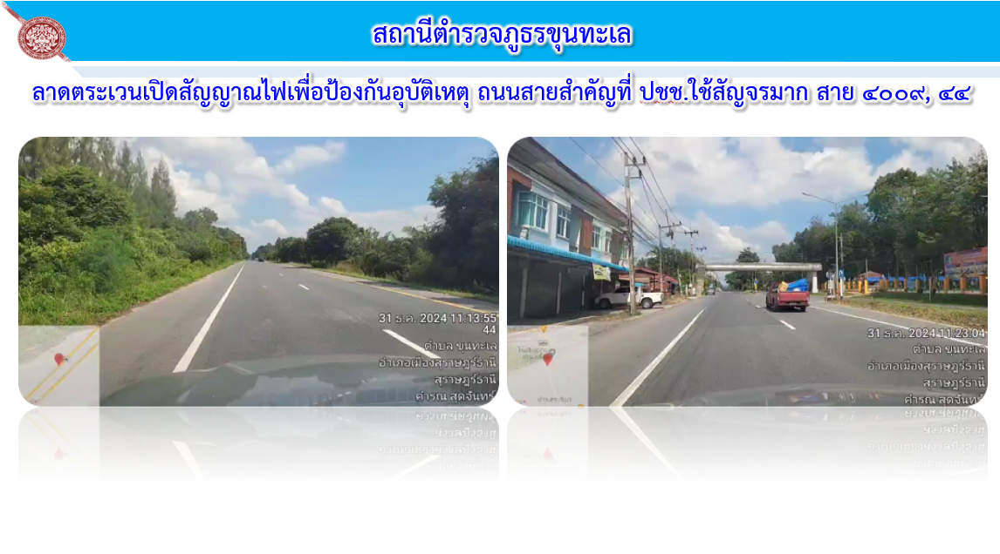 สถานีตำรวจภูธรขุนทะเล
ลาดตระเวนเปิดสัญญาณไฟเพื่อป้องกันอุบัติเหตุ ถนนสายสำคัญที่ ปชช.ใช้สัญจรมาก สาย ๔๐๐๙, ๔๔
31 ธ.ค. 2024 11:13:55
44
ตำบล ขุนทะเล
อำเภอเมืองสุราษฎร์ธานี
สุราษฎร์ธานี
คำรณ สุดจันทร์
31 ธ.ค. 2024 11:23:04
ตำบล ขุนทะเล
อำเภอเมืองสุราษฎร์ธานี
สุราษฎร์ธานี
คำรณ สุดจันทร์